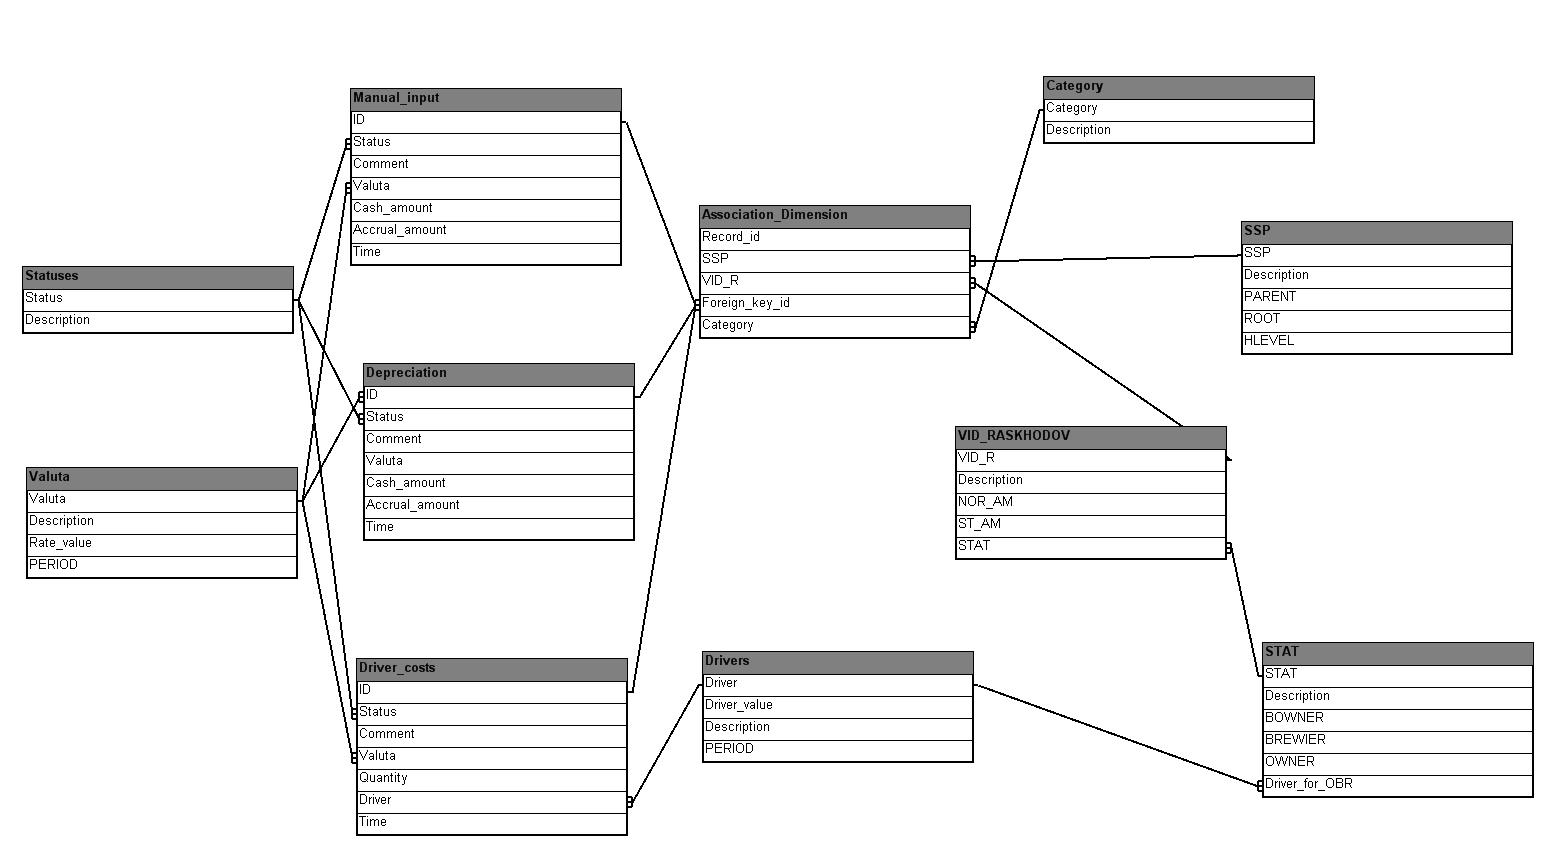 Manual_input
ID
Status
Comment
Valuta
Cash_amount
Accrual_amount
Time
Category
Category
Description
Association_Dimension
Record_id
SSP
VID_R
Foreign_key_id
Category
SSP
SSP
Description
PARENT
ROOT
HLEVEL
Statuses
Status
Description
Depreciation
ID
Status
Comment
Valuta
Cash_amount
Accrual_amount
Time
VID_RASKHODOV
VID_R
Description
NOR_AM
ST_AM
STAT
Valuta
Valuta
Description
Rate_value
PERIOD
Driver_costs
ID
Status
Comment
Valuta
Quantity
Driver
Time
Drivers
Driver
Driver_value
Description
PERIOD
STAT
STAT
Description
BOWNER
BREWIER
OWNER
Driver_for_OBR